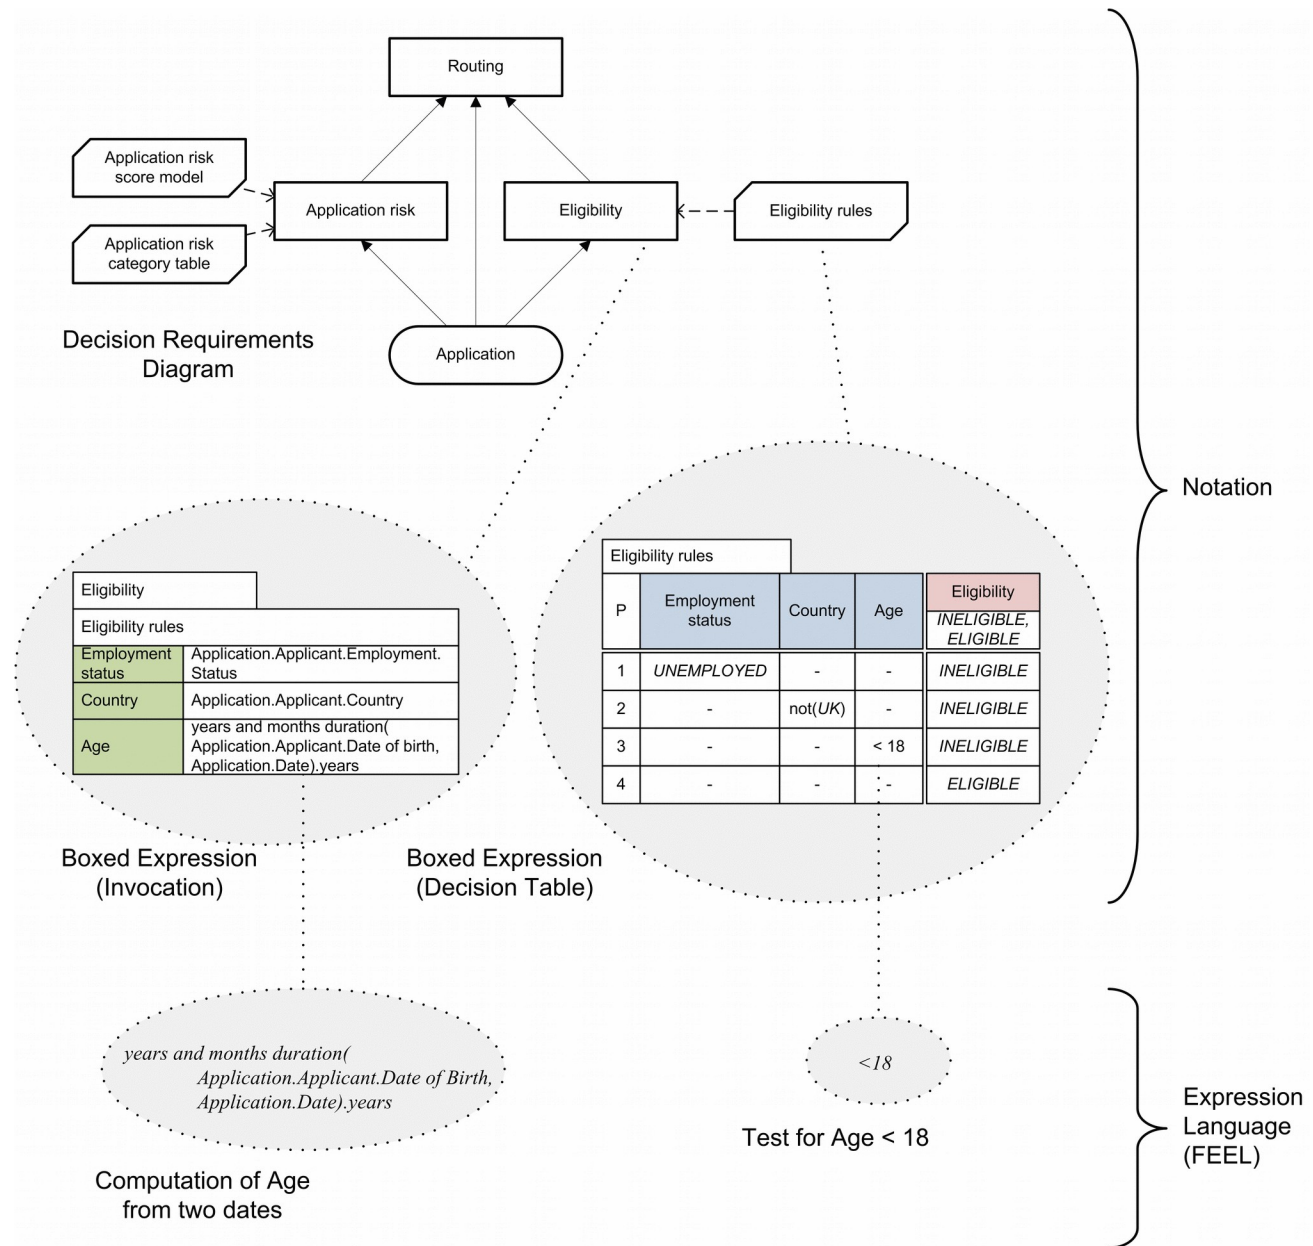 Routing
Application risk
score model
Application risk
Eligibility
Eligibility rules
Application risk
category table
Decision Requirements
Diagram
Application
Notation
Eligibility
Eligibility rules
Employment
status
Application.Applicant.Employment.
Status
Country
Application.Applicant.Country
Age
years and months duration(
Application.Applicant.Date of birth,
Application.Date).years
Boxed Expression
(Invocation)
Eligibility rules
P
Employment
status
Country
Age
Eligibility
INELIGIBLE,
ELIGIBLE
1 UNEMPLOYED - - INELIGIBLE
2 - not(UK) - INELIGIBLE
3 - - < 18 INELIGIBLE
4 - - - ELIGIBLE
Boxed Expression
(Decision Table)
years and months duration(
Application.Applicant.Date of Birth,
Application.Date).years
Computation of Age
from two dates
<18
Test for Age < 18
Expression
Language
(FEEL)